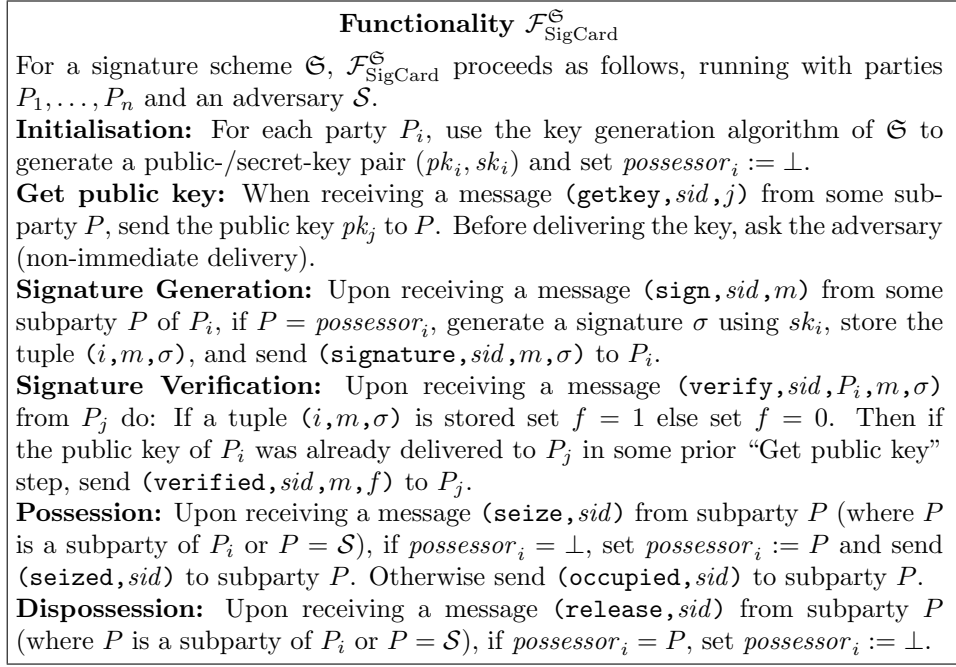 Functionality $\mathcal{F}^{\mathfrak{S}}_{\text{SigCard}}$
For a signature scheme $\mathfrak{S}$, $\mathcal{F}^{\mathfrak{S}}_{\text{SigCard}}$ proceeds as follows, running with parties
$P_1, \ldots, P_n$ and an adversary $\mathcal{S}$.
Initialisation: For each party $P_i$, use the key generation algorithm of $\mathfrak{S}$ to
generate a public-/secret-key pair $(pk_i, sk_i)$ and set $possessor_i := \bot$.
Get public key: When receiving a message (getkey,sid,j) from some sub-
party $P$, send the public key $pk_j$ to $P$. Before delivering the key, ask the adversary
(non-immediate delivery).
Signature Generation: Upon receiving a message (sign,sid,m) from some
subparty $P$ of $P_i$, if $P = possessor_i$, generate a signature $\sigma$ using $sk_i$, store the
tuple $(i,m,\sigma)$, and send (signature,sid,m,$\sigma$) to $P_i$.
Signature Verification: Upon receiving a message (verify,sid,$P_i$,m,$\sigma$)
from $P_j$ do: If a tuple $(i,m,\sigma)$ is stored set $f = 1$ else set $f = 0$. Then if
the public key of $P_i$ was already delivered to $P_j$ in some prior “Get public key”
step, send (verified,sid,m,f) to $P_j$.
Possession: Upon receiving a message (seize,sid) from subparty $P$ (where $P$
is a subparty of $P_i$ or $P = \mathcal{S}$), if $possessor_i = \bot$, set $possessor_i := P$ and send
(seized,sid) to subparty $P$. Otherwise send (occupied,sid) to subparty $P$.
Dispossession: Upon receiving a message (release,sid) from subparty $P$
(where $P$ is a subparty of $P_i$ or $P = \mathcal{S}$), if $possessor_i = P$, set $possessor_i := \bot$.